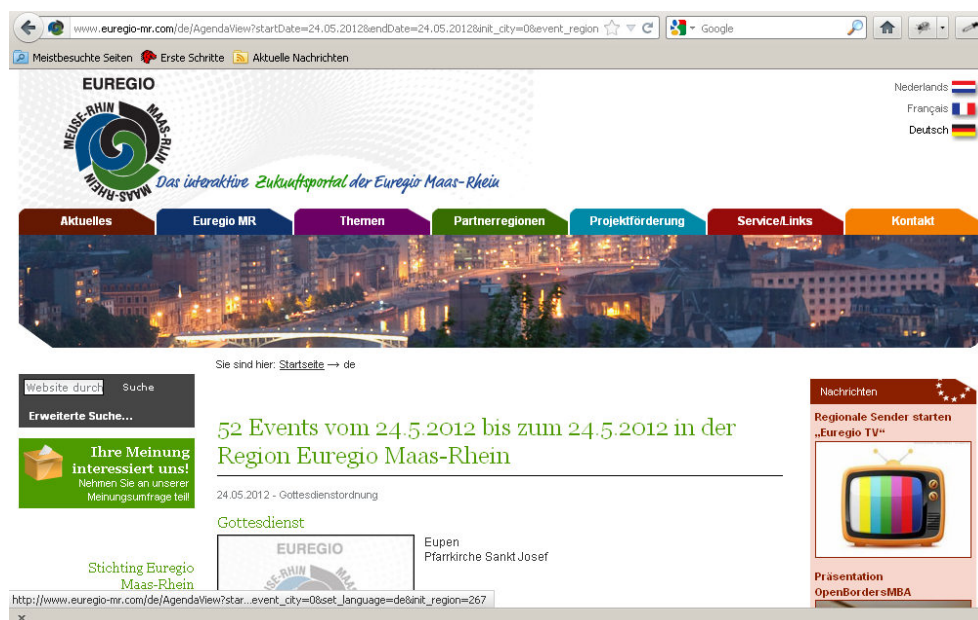 www.euregio-mr.com/de/AgendaView?startDate=24.05.2012&endDate=24.05.2012&init_city=0&event_region
Google
Meistbesuchte Seiten Erste Schritte Aktuelle Nachrichten
EUREGIO
MEUSE-RHIN MAAS-RIJN MAAS-RHEIN
Das interaktive Zukunftsportal der Euregio Maas-Rhein
Nederlands
Français
Deutsch
Aktuelles Euregio MR Themen Partnerregionen Projektförderung Service/Links Kontakt
Sie sind hier: Startseite → de
Website durch Suche
Erweiterte Suche...
Ihre Meinung
interessiert uns!
Nehmen Sie an unserer
Meinungsumfrage teil!
Stichting Euregio
Maas-Rhein
52 Events vom 24.5.2012 bis zum 24.5.2012 in der
Region Euregio Maas-Rhein
24.05.2012 - Gottesdienstordnung
Gottesdienst
EUREGIO
Eupen
Pfarrkirche Sankt Josef
Nachrichten
Regionale Sender starten
„Euregio TV“
Präsentation
OpenBordersMBA
http://www.euregio-mr.com/de/AgendaView?star...event_city=0&set_language=de&init_region=267